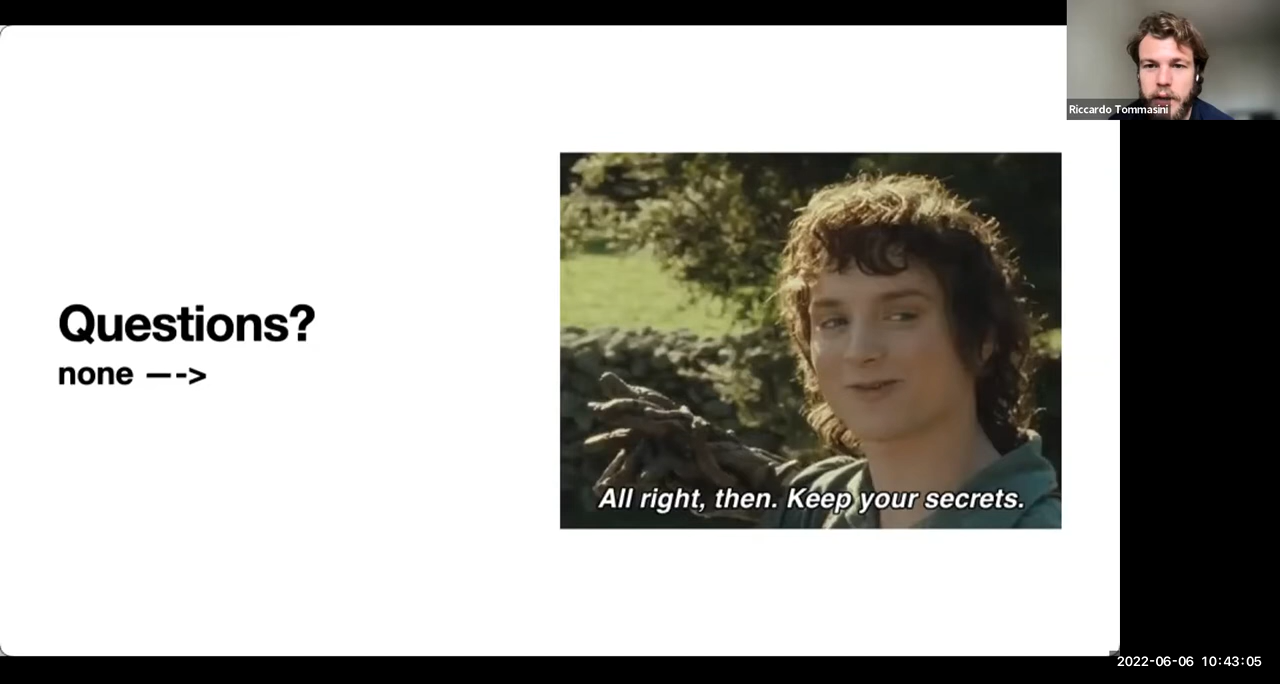 Riccardo Tommasini
Questions?
none —->
All right, then. Keep your secrets.
2022-06-06 10:43:05